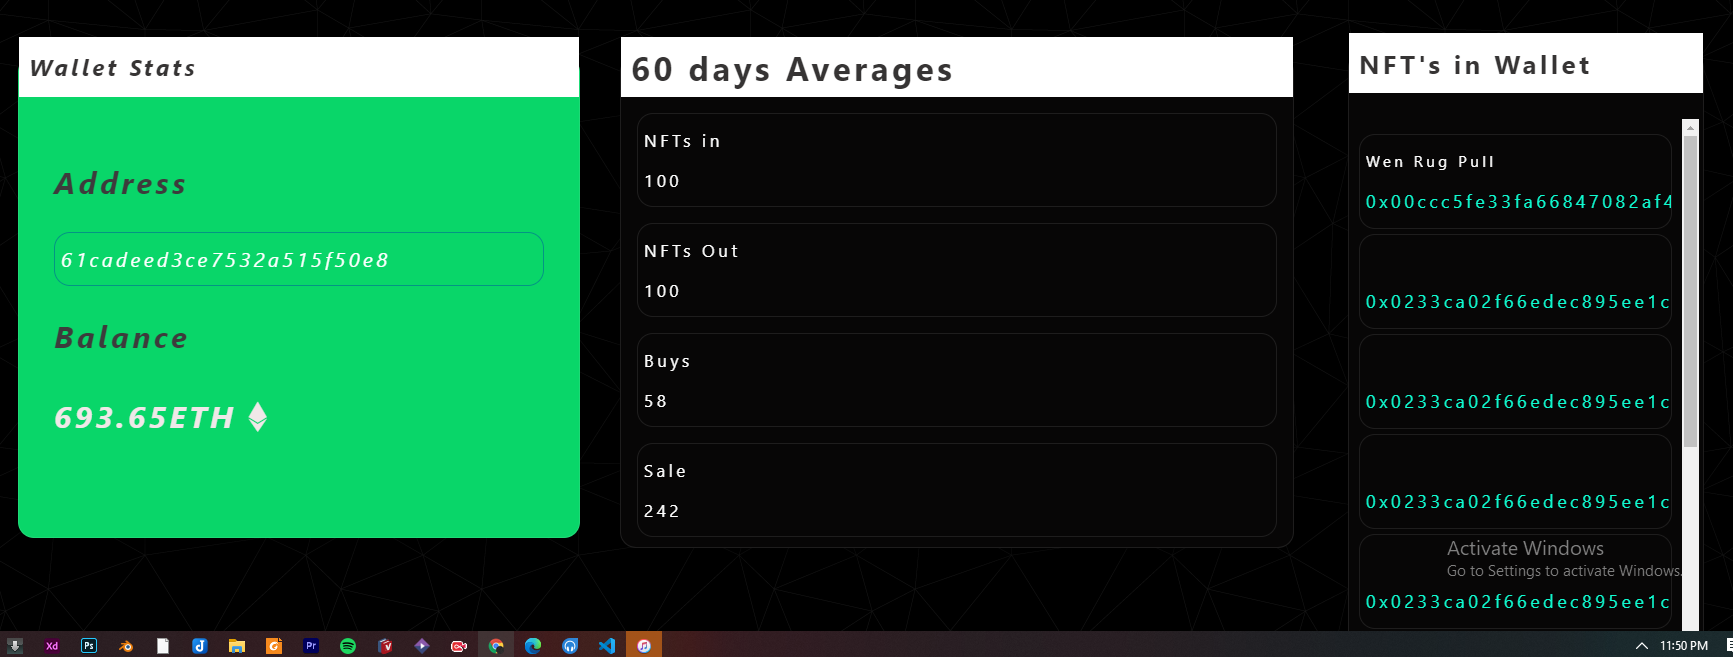 Wallet Stats
Address
61cadeed3ce7532a515f50e8
Balance
693.65ETH
60 days Averages
NFTs in
100
NFTs Out
100
Buys
58
Sale
242
NFT's in Wallet
Wen Rug Pull
0x00ccc5fe33fa66847082af4
0x0233ca02f66edec895ee1c
0x0233ca02f66edec895ee1c
0x0233ca02f66edec895ee1c
Activate Windows
Go to Settings to activate Windows.
0x0233ca02f66edec895ee1c
Xd
Ps
Pr
11:50 PM